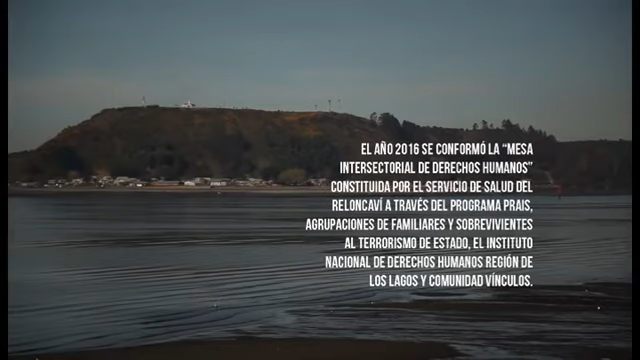 EL AÑO 2016 SE CONFORMÓ LA “MESA
INTERSECTORIAL DE DERECHOS HUMANOS”
CONSTITUIDA POR EL SERVICIO DE SALUD DEL
RELONCAVÍ A TRAVÉS DEL PROGRAMA PRAIS,
AGRUPACIONES DE FAMILIARES Y SOBREVIVIENTES
AL TERRORISMO DE ESTADO, EL INSTITUTO
NACIONAL DE DERECHOS HUMANOS REGIÓN DE
LOS LAGOS Y COMUNIDAD VÍNCULOS.